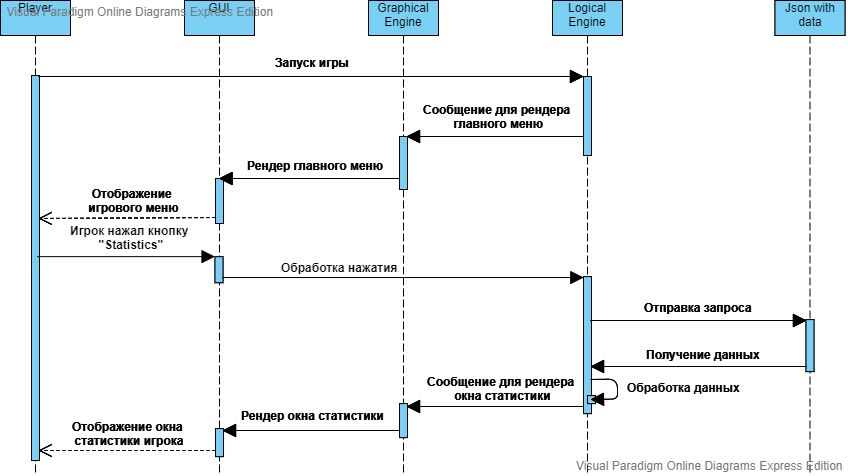 Visual Paradigm Online Diagrams Express Edition
Player
GUI
Graphical
Engine
Logical
Engine
Json with
data
Запуск игры
Сообщение для рендера
главного меню
Рендер главного меню
Отображение
игрового меню
Игрок нажал кнопку
"Statistics"
Обработка нажатия
Отправка запроса
Получение данных
Обработка данных
Сообщение для рендера
окна статистики
Рендер окна статистики
Отображение окна
статистики игрока
Visual Paradigm Online Diagrams Express Edition